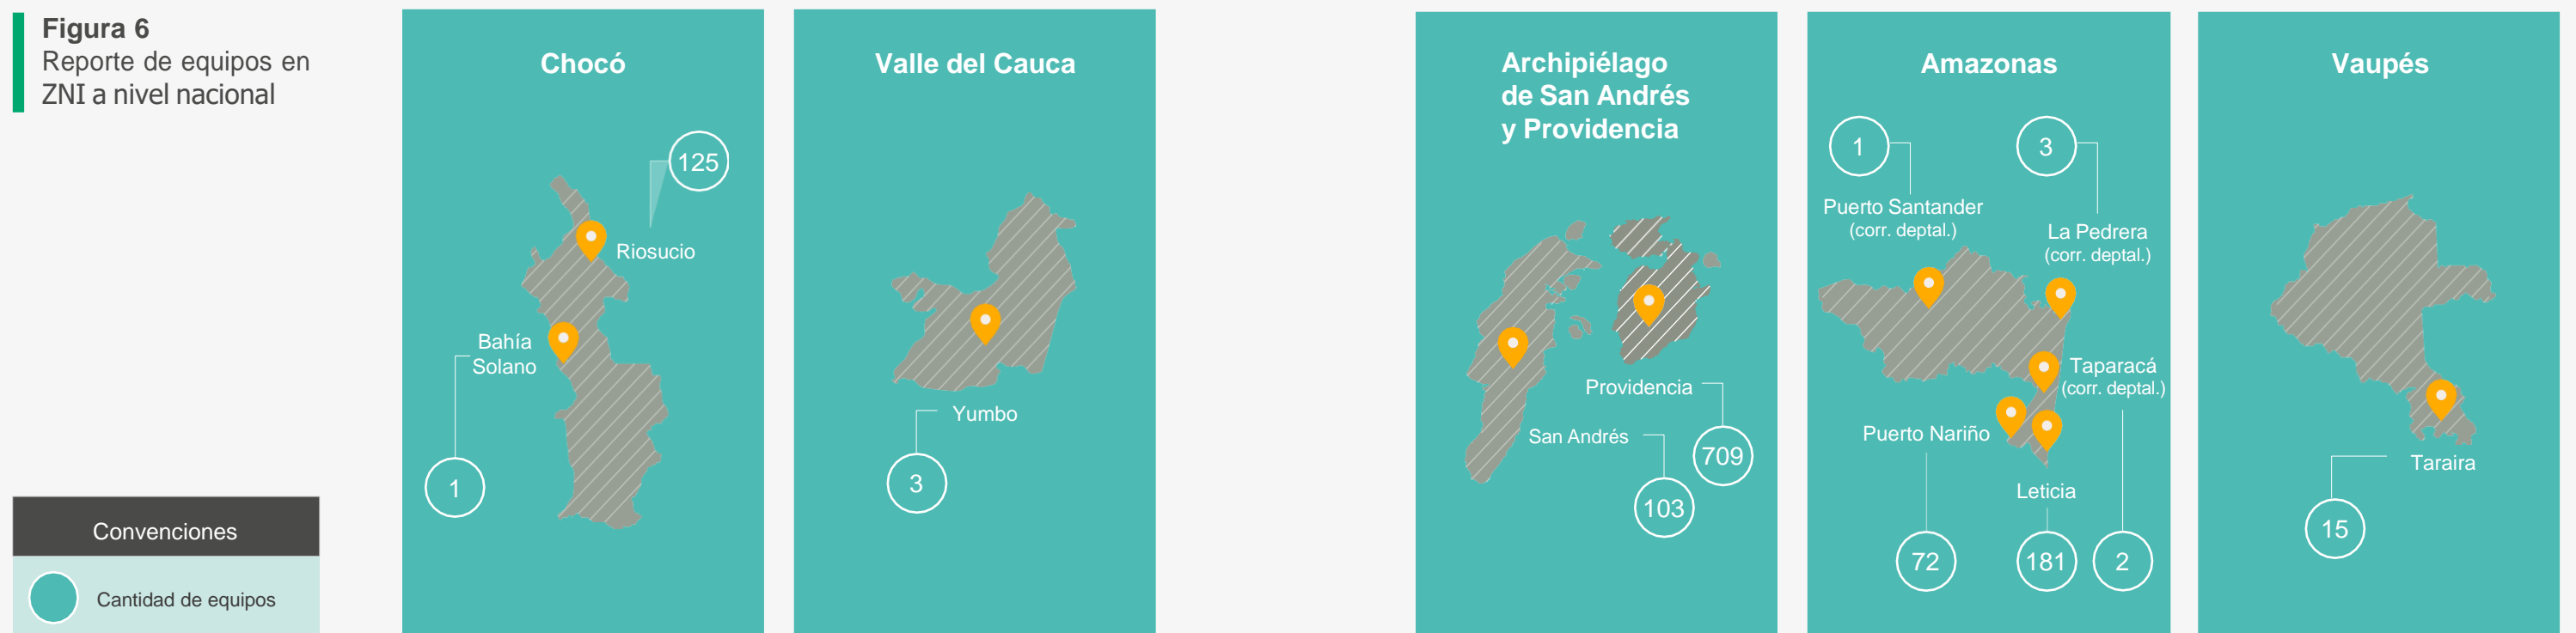 Figura 6
Reporte de equipos en
ZNI a nivel nacional
Convenciones
Cantidad de equipos
Chocó
125
Riosucio
Bahía
Solano
1
Valle del Cauca
Yumbo
3
Archipiélago
de San Andrés
y Providencia
Providencia
709
San Andrés
103
Amazonas
1
Puerto Santander
(corr. deptal.)
3
La Pedrera
(corr. deptal.)
Taparacá
(corr. deptal.)
Puerto Nariño
Leticia
72
181
2
Vaupés
Taraira
15